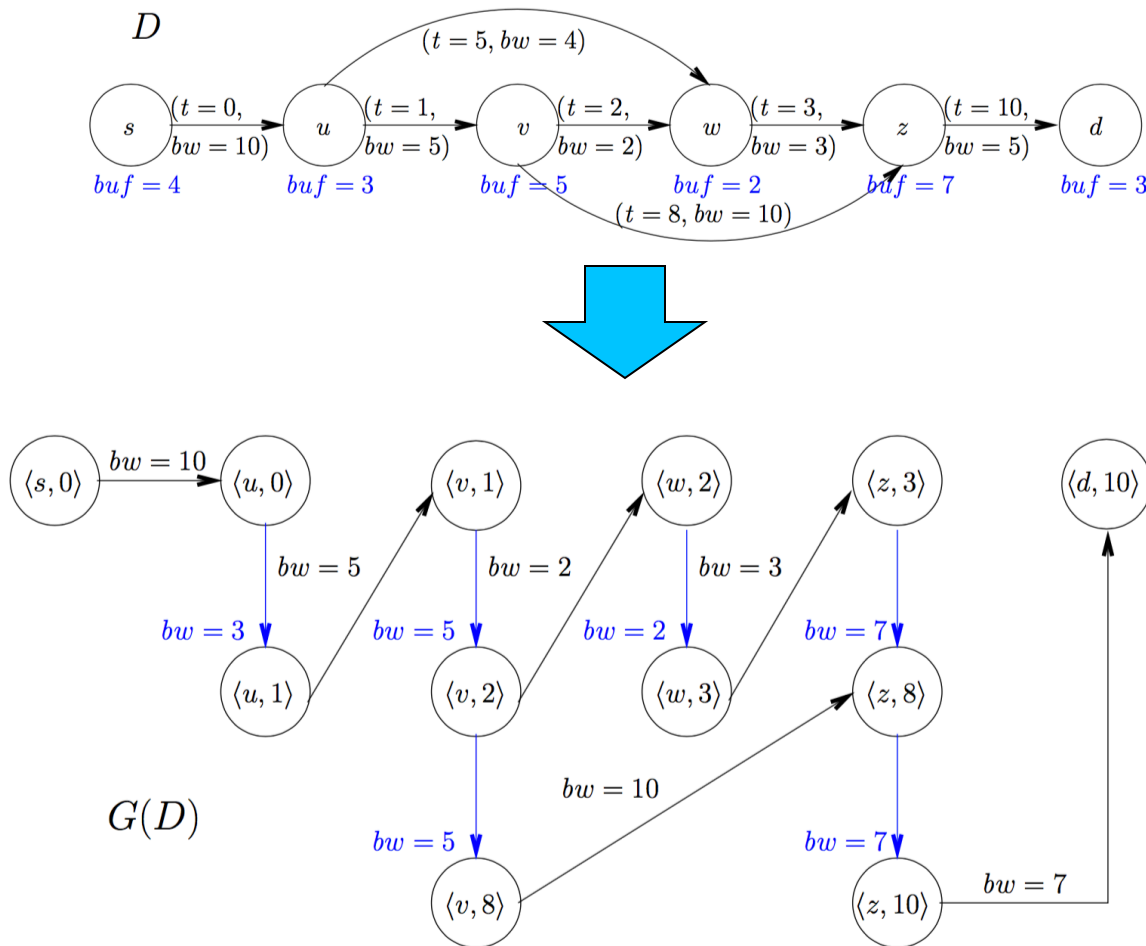 D
(t = 5, bw = 4)
s
(t = 0,
bw = 10)
u
(t = 1,
bw = 5)
v
(t = 2,
bw = 2)
w
(t = 3,
bw = 3)
z
(t = 10,
bw = 5)
d
buf = 4
buf = 3
buf = 5
buf = 2
buf = 7
buf = 3
(t = 8, bw = 10)
⟨s, 0⟩
bw = 10
⟨u, 0⟩
⟨v, 1⟩
⟨w, 2⟩
⟨z, 3⟩
⟨d, 10⟩
bw = 5
bw = 2
bw = 3
bw = 3
bw = 5
bw = 2
bw = 7
⟨u, 1⟩
⟨v, 2⟩
⟨w, 3⟩
⟨z, 8⟩
bw = 10
G(D)
bw = 5
bw = 7
⟨v, 8⟩
⟨z, 10⟩
bw = 7